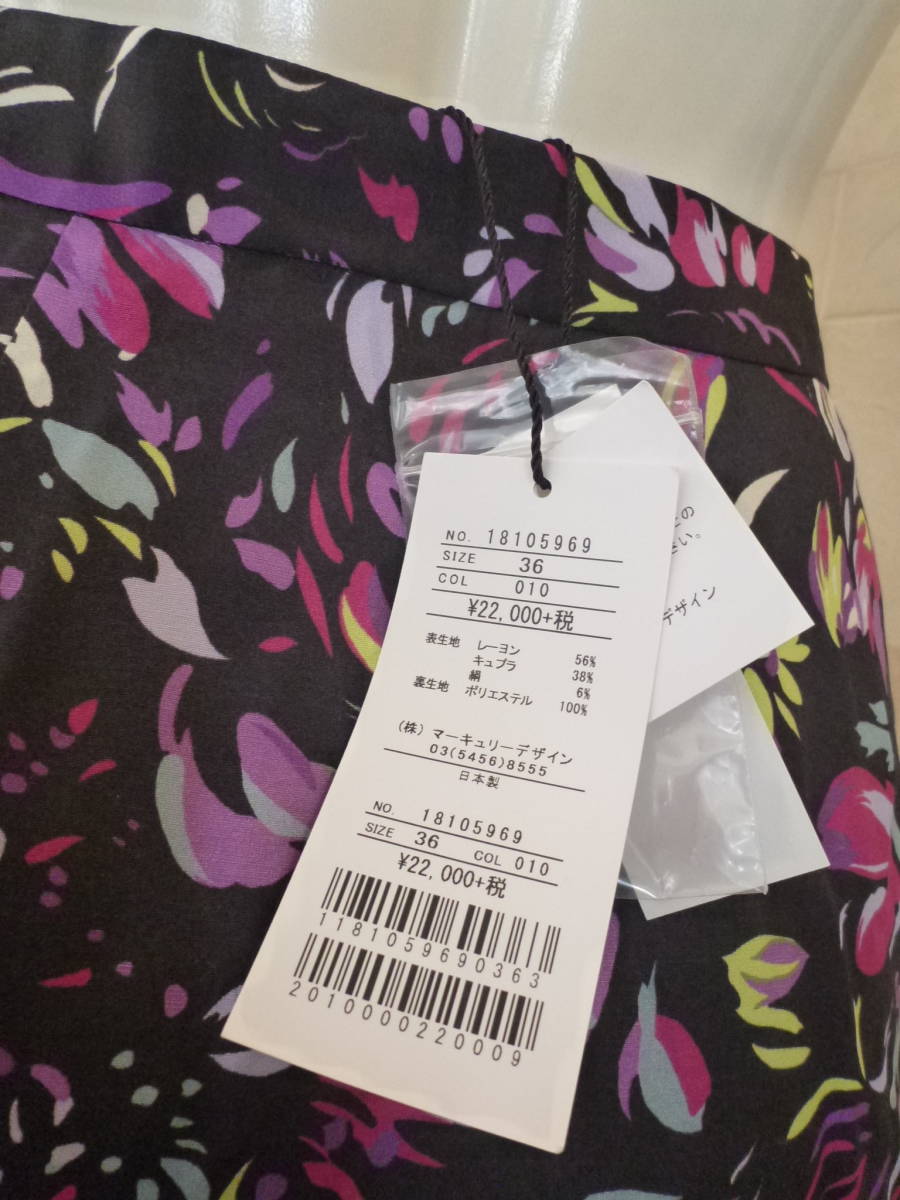 NO. 18105969
SIZE 36
COL 010
¥22,000+税
表生地 レーヨン 56%
キュプラ 38%
絹 6%
裏生地 ポリエステル 100%
(株) マーキュリーデザイン
03(5456)8555
日本製
NO. 18105969
SIZE 36 COL 010
¥22,000+税
1181059690363
2010000220009
さい。
デザイン